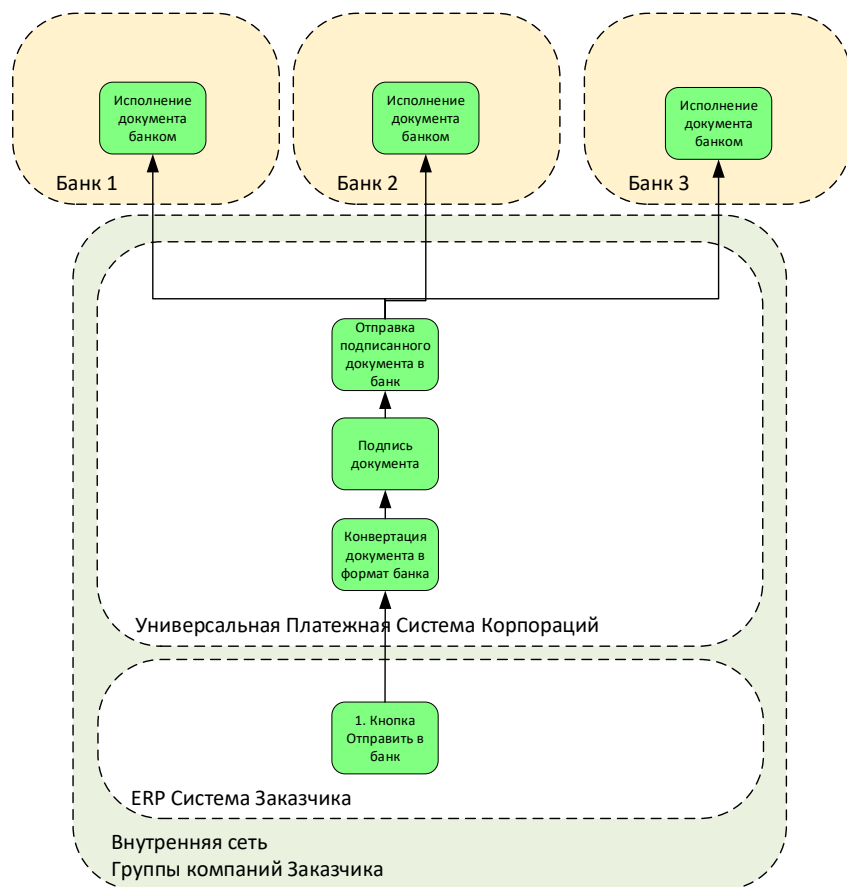 Исполнение
документа
банком
Банк 1
Исполнение
документа
банком
Банк 2
Исполнение
документа
банком
Банк 3
Отправка
подписанного
документа в
банк
Подпись
документа
Конвертация
документа в
формат банка
Универсальная Платежная Система Корпораций
1. Кнопка
Отправить в
банк
ERP Система Заказчика
Внутренняя сеть
Группы компаний Заказчика